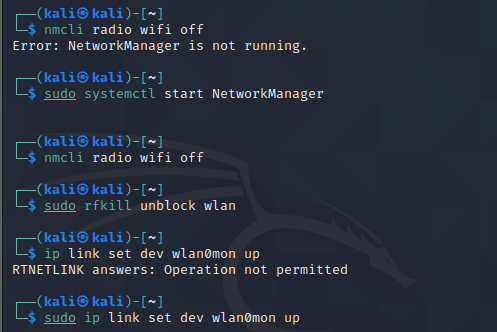 ┌──(kali㉿kali)-[~]
└─$ nmcli radio wifi off
Error: NetworkManager is not running.
┌──(kali㉿kali)-[~]
└─$ sudo systemctl start NetworkManager
┌──(kali㉿kali)-[~]
└─$ nmcli radio wifi off
┌──(kali㉿kali)-[~]
└─$ sudo rfkill unblock wlan
┌──(kali㉿kali)-[~]
└─$ ip link set dev wlan0mon up
RTNETLINK answers: Operation not permitted
┌──(kali㉿kali)-[~]
└─$ sudo ip link set dev wlan0mon up